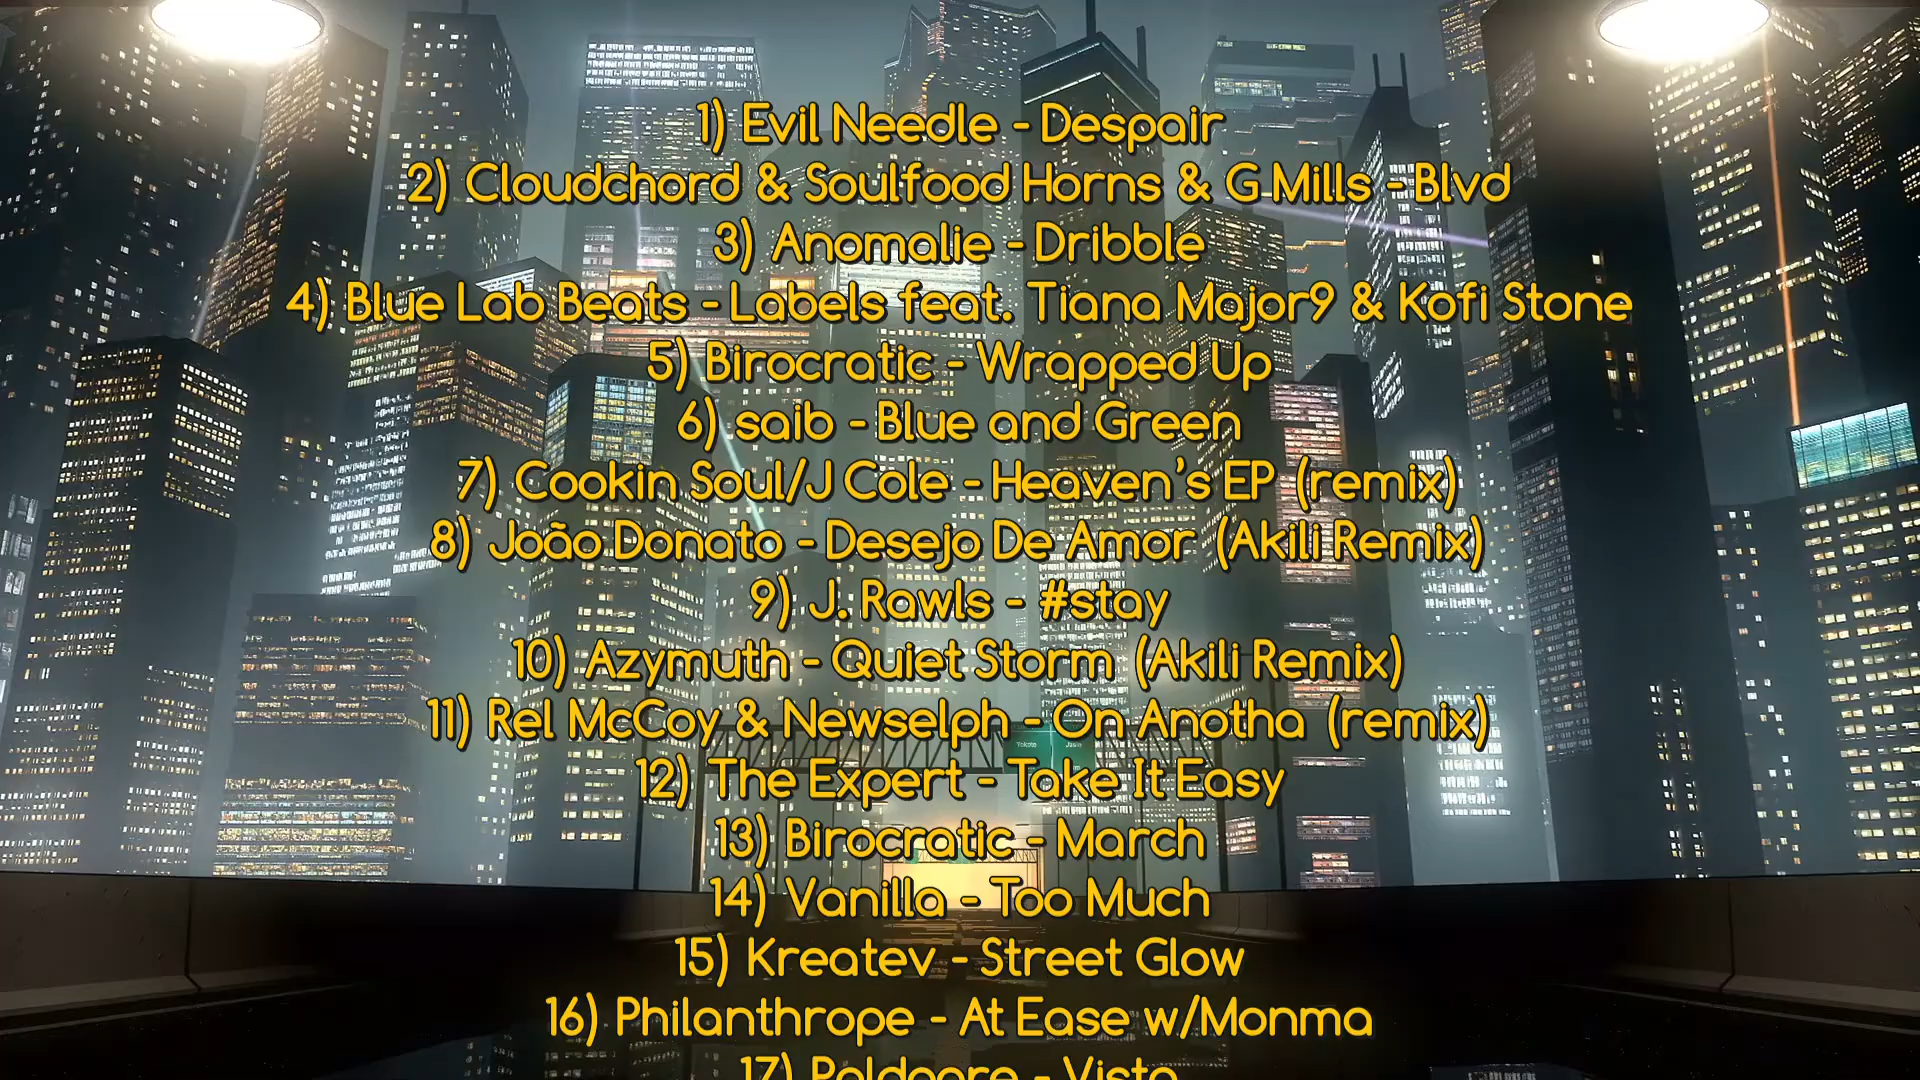 1) Evil Needle - Despair
2) Cloudchord & Soulfood Horns & G Mills - Blvd
3) Anomalie - Dribble
4) Blue Lab Beats - Labels feat. Tiana Major9 & Kofi Stone
5) Birocratic - Wrapped Up
6) saib - Blue and Green
7) Cookin Soul/J Cole - Heaven's EP (remix)
8) João Donato - Desejo De Amor (Akili Remix)
9) J. Rawls - #stay
10) Azymuth - Quiet Storm (Akili Remix)
11) Rel McCoy & Newselph - On Anotha (remix)
12) The Expert - Take It Easy
13) Birocratic - March
14) Vanilla - Too Much
15) Kreatev - Street Glow
16) Philanthrope - At Ease w/Monma
17) Poldoore - Vista